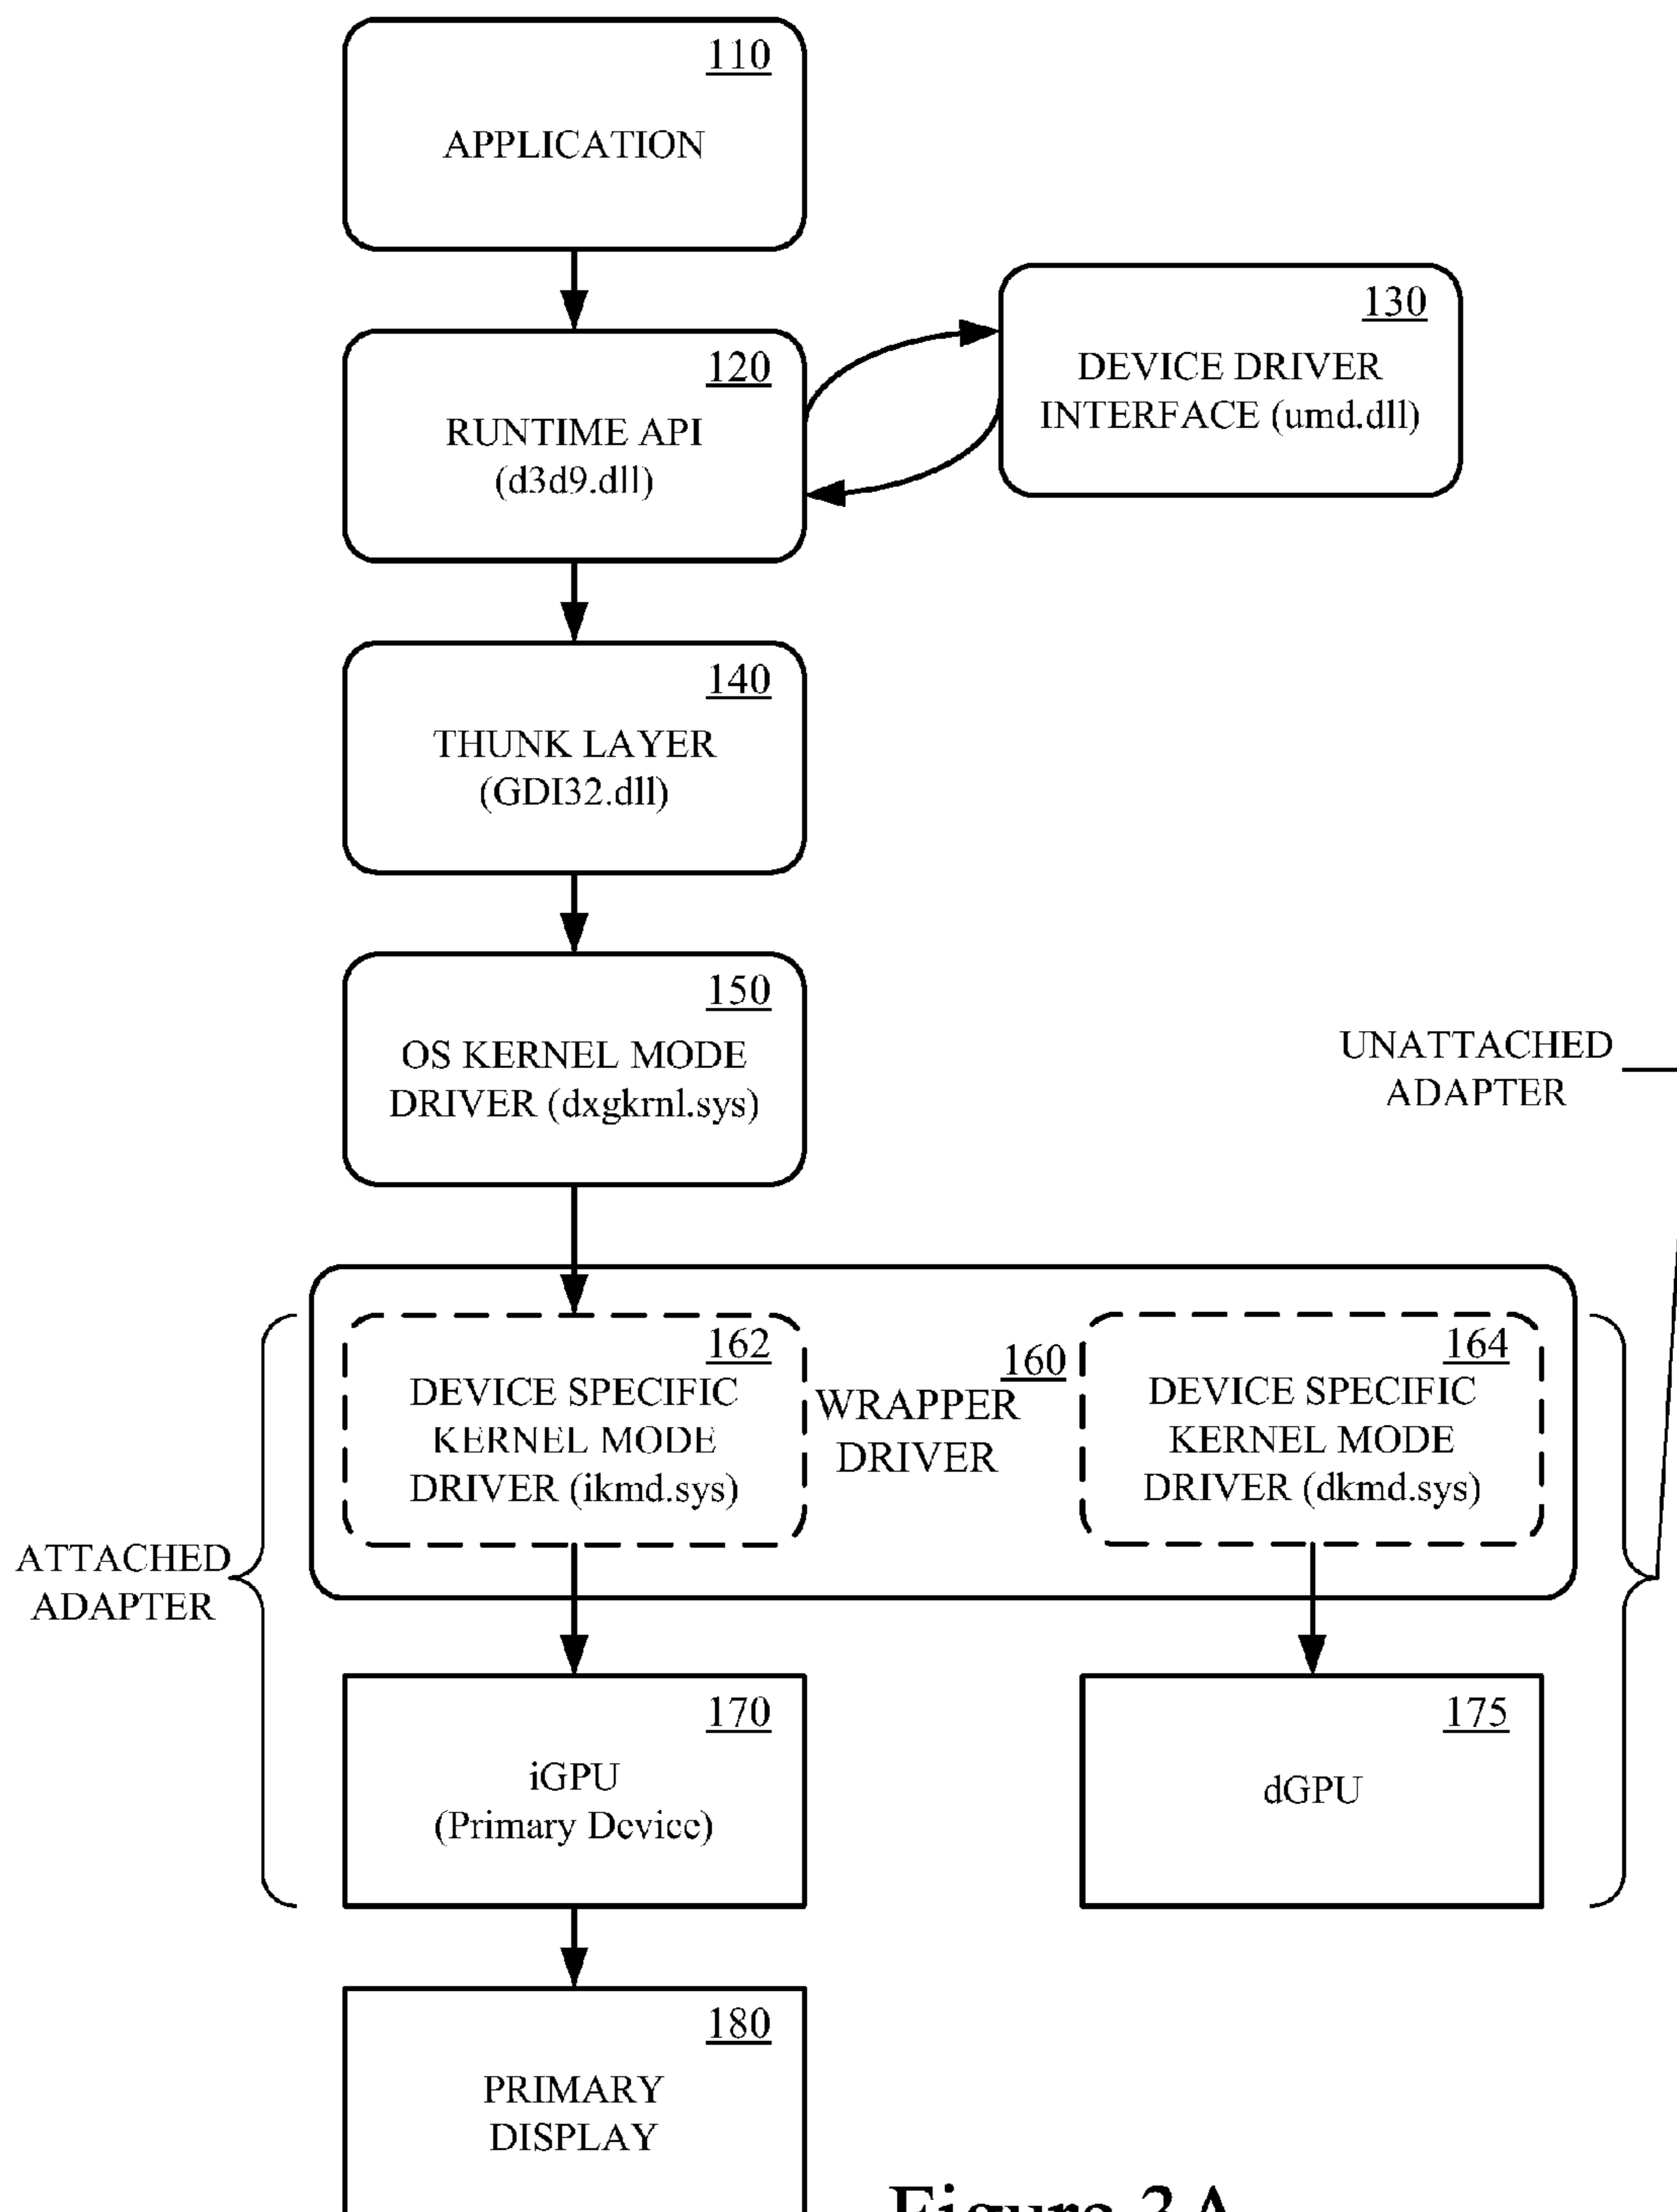 110
APPLICATION
130
DEVICE DRIVER
INTERFACE (umd.dll)
120
RUNTIME API
(d3d9.dll)
140
THUNK LAYER
(GDI32.dll)
150
OS KERNEL MODE
DRIVER (dxgkrnl.sys)
UNATTACHED
ADAPTER
162
DEVICE SPECIFIC
KERNEL MODE
DRIVER (ikmd.sys)
160
WRAPPER
DRIVER
164
DEVICE SPECIFIC
KERNEL MODE
DRIVER (dkmd.sys)
ATTACHED
ADAPTER
170
iGPU
(Primary Device)
175
dGPU
180
PRIMARY
DISPLAY
Figure 3A